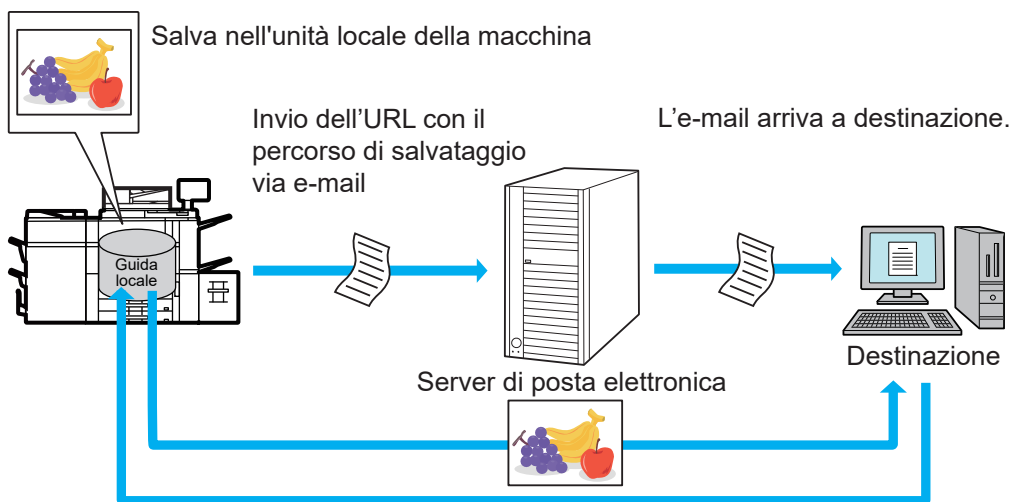 Salva nell'unità locale della macchina
Invio dell’URL con il
percorso di salvataggio
via e-mail
L’e-mail arriva a destinazione.
Guida
locale
Server di posta elettronica
Destinazione